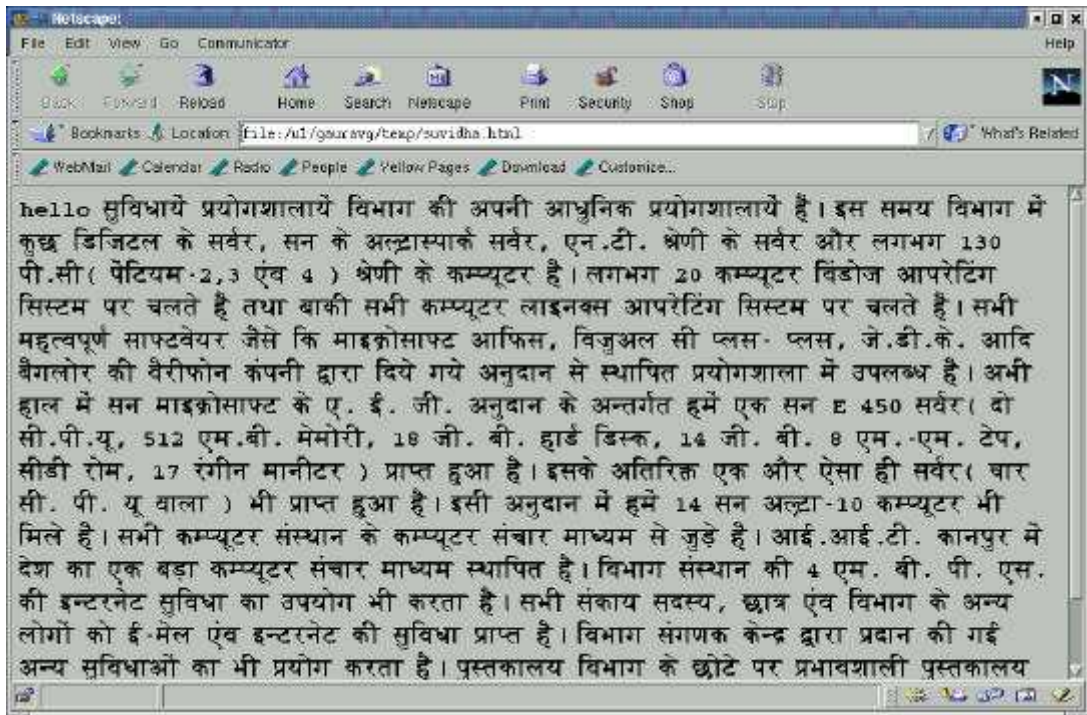 Netscape:
File Edit View Go Communicator Help
Back Forward Reload Home Search Netscape Print Security Shop Stop
Bookmarks Location: file:/u1/gauravg/temp/suvidha.html What's Related
WebMail Calendar Radio People Yellow Pages Download Customize...
hello सुविधायें प्रयोगशालायें विभाग की अपनी आधुनिक प्रयोगशालायें हैं। इस समय विभाग में
कुछ डिजिटल के सर्वर, सन के अल्ट्रास्पार्क सर्वर, एन.टी. श्रेणी के सर्वर और लगभग 130
पी.सी( पेंटियम-2,3 एंव 4 ) श्रेणी के कम्प्यूटर है। लगभग 20 कम्प्यूटर विंडोज आपरेटिंग
सिस्टम पर चलते हैं तथा बाकी सभी कम्प्यूटर लाइनक्स आपरेटिंग सिस्टम पर चलते हैं। सभी
महत्वपूर्ण साफ्टवेयर जैसे कि माइक्रोसाफ्ट आफिस, विजुअल सी प्लस- प्लस, जे.डी.के. आदि
बैगलोर की वैरीफोन कंपनी द्वारा दिये गये अनुदान से स्थापित प्रयोगशाला में उपलब्ध है। अभी
हाल में सन माइक्रोसाफ्ट के ए. ई. जी. अनुदान के अन्तर्गत हमें एक सन E 450 सर्वर( दो
सी.पी.यू, 512 एम.बी. मेमोरी, 18 जी. बी. हार्ड डिस्क, 14 जी. बी. 8 एम.-एम. टेप,
सीडी रोम, 17 रंगीन मानीटर ) प्राप्त हुआ है। इसके अतिरिक्त एक और ऐसा ही सर्वर( चार
सी. पी. यू वाला ) भी प्राप्त हुआ है। इसी अनुदान में हमें 14 सन अल्ट्रा-10 कम्प्यूटर भी
मिले है। सभी कम्प्यूटर संस्थान के कम्प्यूटर संचार माध्यम से जुड़े है। आई.आई.टी. कानपुर में
देश का एक बड़ा कम्प्यूटर संचार माध्यम स्थापित है। विभाग संस्थान की 4 एम. बी. पी. एस.
की इन्टरनेट सुविधा का उपयोग भी करता है। सभी संकाय सदस्य, छात्र एंव विभाग के अन्य
लोगों को ई-मेल एंव इन्टरनेट की सुविधा प्राप्त है। विभाग संगणक केन्द्र द्वारा प्रदान की गई
अन्य सुविधाओं का भी प्रयोग करता है। पुस्तकालय विभाग के छोटे पर प्रभावशाली पुस्तकालय